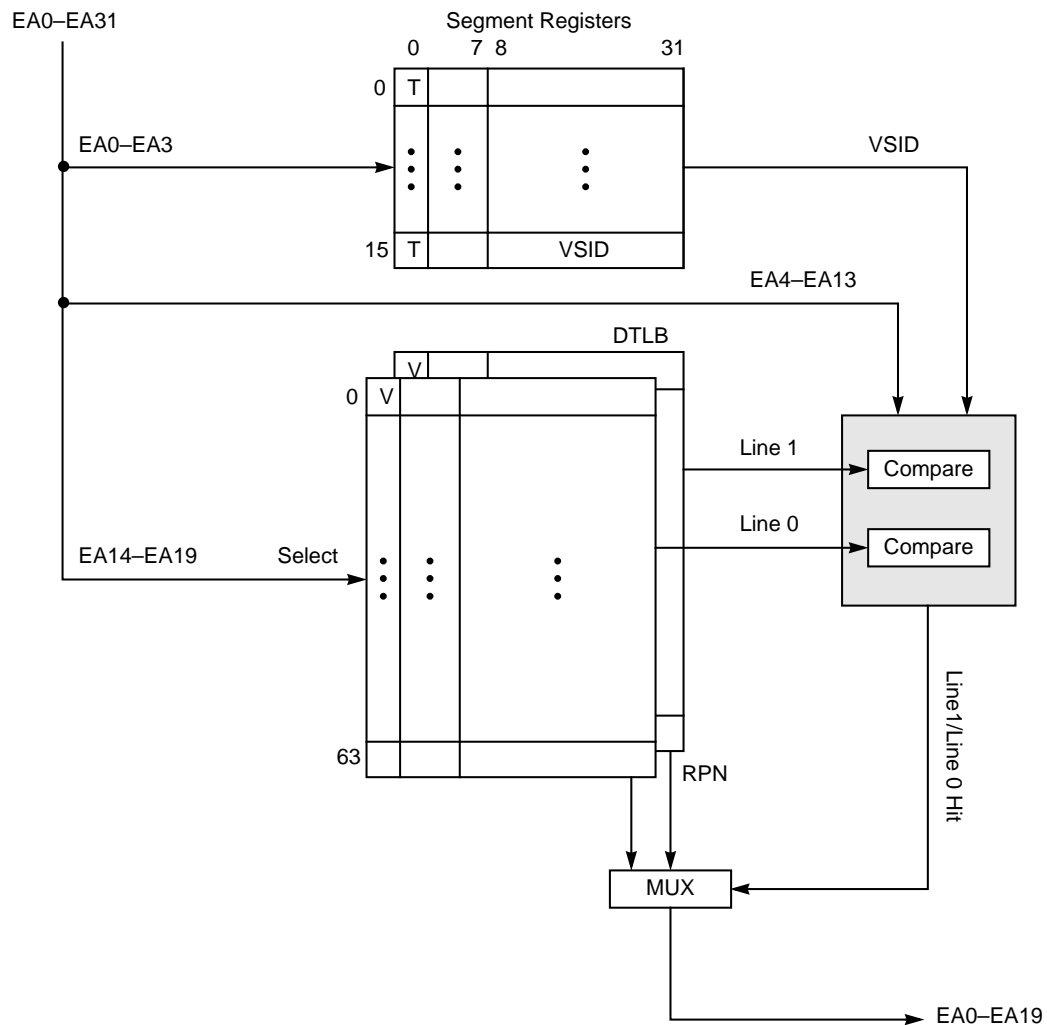 EA0–EA31
Segment Registers
0 7 8 31
0 T
EA0–EA3
VSID
15 T VSID
EA4–EA13
DTLB
V
0 V
Line 1
Compare
Line 0
Compare
EA14–EA19 Select
Line1/Line 0 Hit
63
RPN
MUX
EA0–EA19